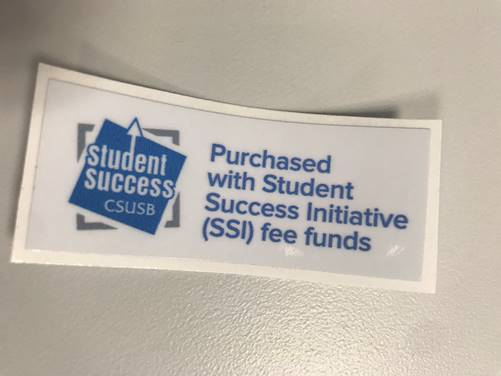 Student
Success
CSUSB
Purchased
with Student
Success Initiative
(SSI) fee funds